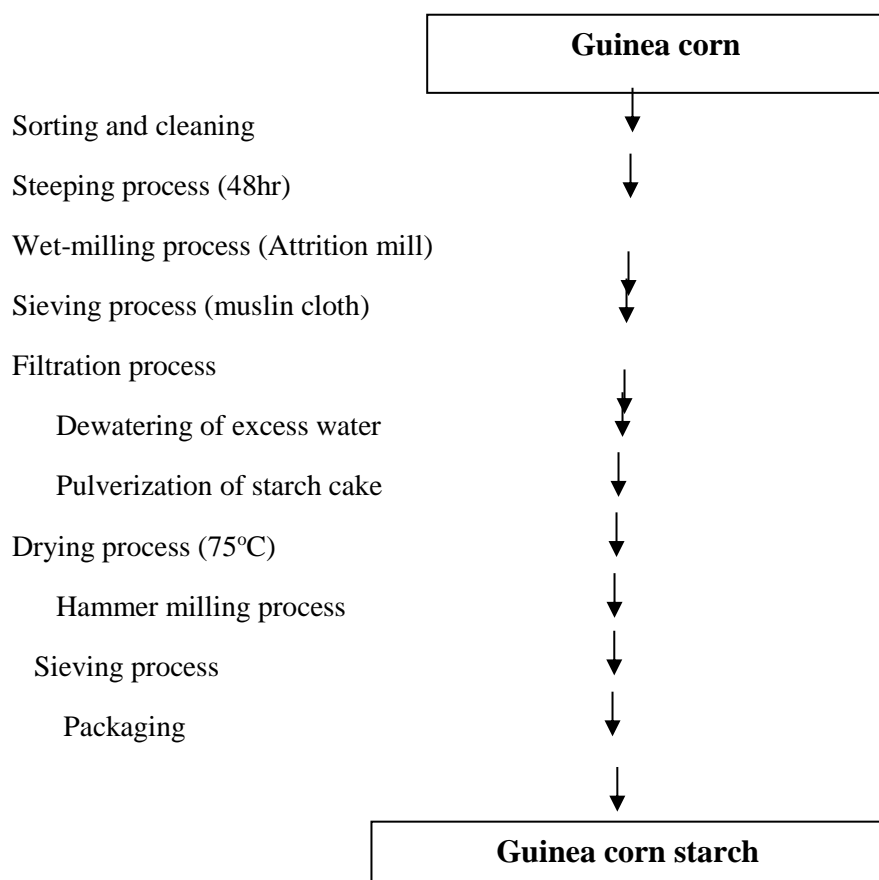 Guinea corn
Sorting and cleaning
Steeping process (48hr)
Wet-milling process (Attrition mill)
Sieving process (muslin cloth)
Filtration process
Dewatering of excess water
Pulverization of starch cake
Drying process (75°C)
Hammer milling process
Sieving process
Packaging
Guinea corn starch